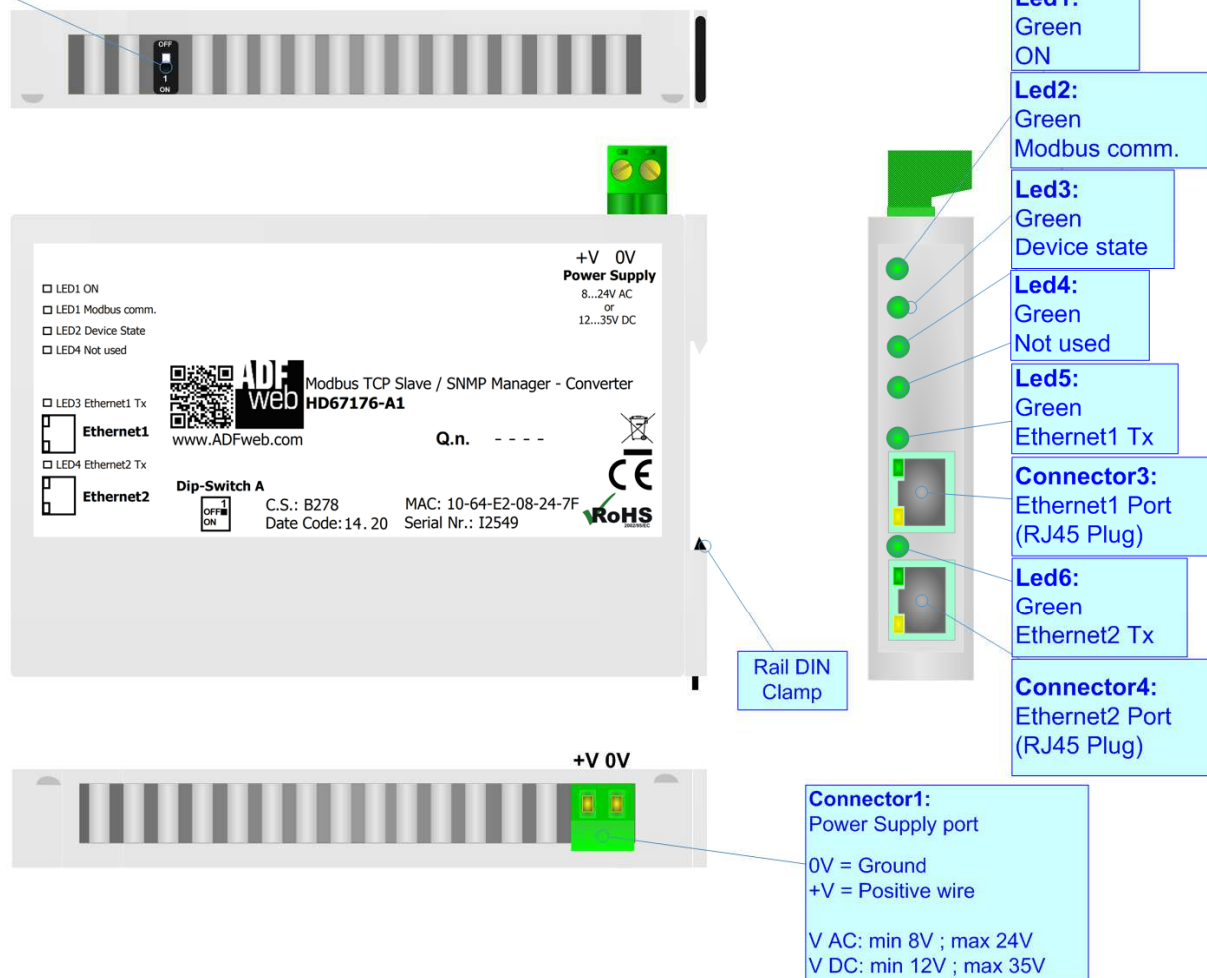 OFF
1
ON
Led1:
Green
ON
Led2:
Green
Modbus comm.
Led3:
Green
Device state
Led4:
Green
Not used
Led5:
Green
Ethernet1 Tx
Connector3:
Ethernet1 Port
(RJ45 Plug)
Led6:
Green
Ethernet2 Tx
Connector4:
Ethernet2 Port
(RJ45 Plug)
+V 0V
Power Supply
8...24V AC
or
12...35V DC
LED1 ON
LED1 Modbus comm.
LED2 Device State
LED4 Not used
ADF
web
Modbus TCP Slave / SNMP Manager - Converter
HD67176-A1
LED3 Ethernet1 Tx
Ethernet1
www.ADFweb.com
Q.n. - - - -
LED4 Ethernet2 Tx
Ethernet2
Dip-Switch A
1
OFF
ON
C.S.: B278
MAC: 10-64-E2-08-24-7F
Date Code: 14. 20
Serial Nr.: I2549
CE
RoHS
2002/95/EC
Rail DIN
Clamp
+V 0V
Connector1:
Power Supply port
0V = Ground
+V = Positive wire
V AC: min 8V ; max 24V
V DC: min 12V ; max 35V